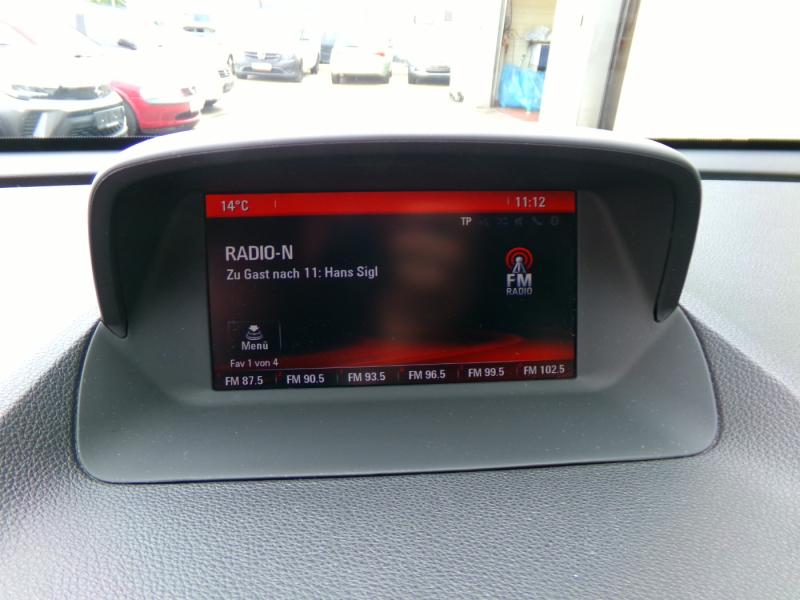 14°C 11:12
TP
RADIO-N
Zu Gast nach 11: Hans Sigl
FM
RADIO
Menü
Fav 1 von 4
FM 87.5 FM 90.5 FM 93.5 FM 96.5 FM 99.5 FM 102.5